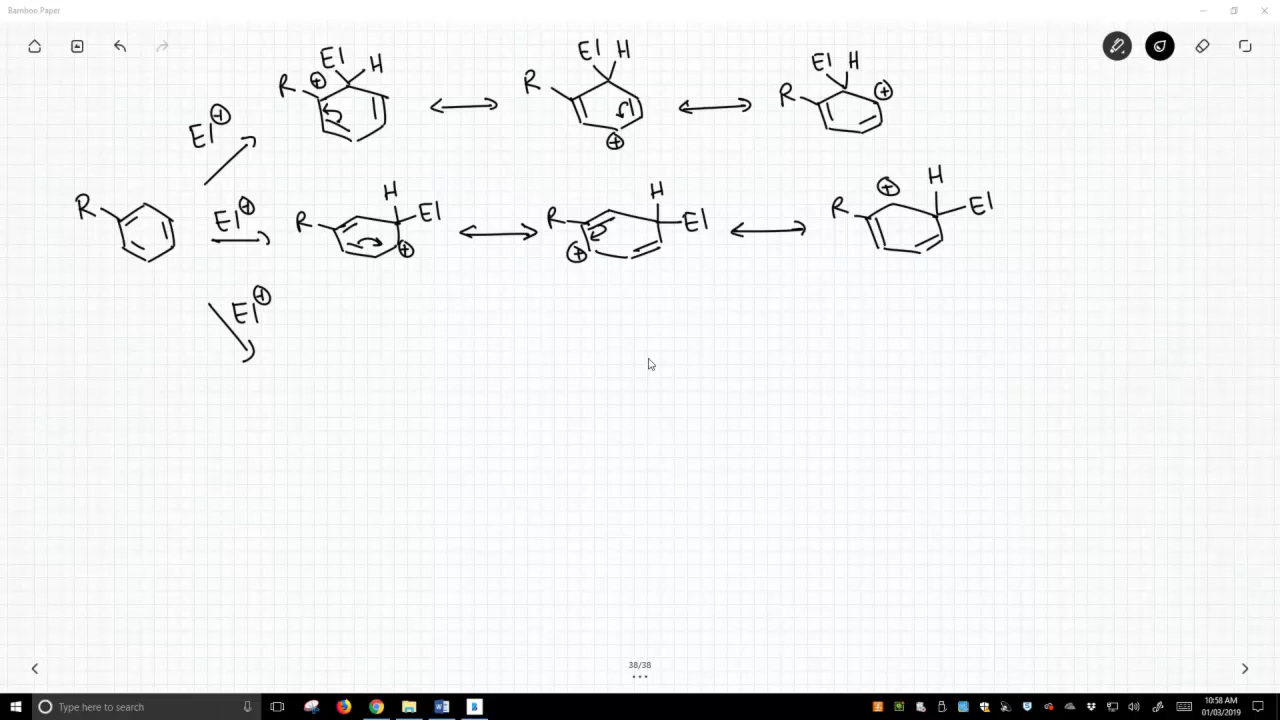 Bamboo Paper
El H
R ⊕
El H
R
⊕
El H
R ⊕
El⊕
R
El⊕
H
R El
⊕
H
R El
⊕
⊕ H
R El
El⊕
38/38
Type here to search
10:58 AM
01/03/2019